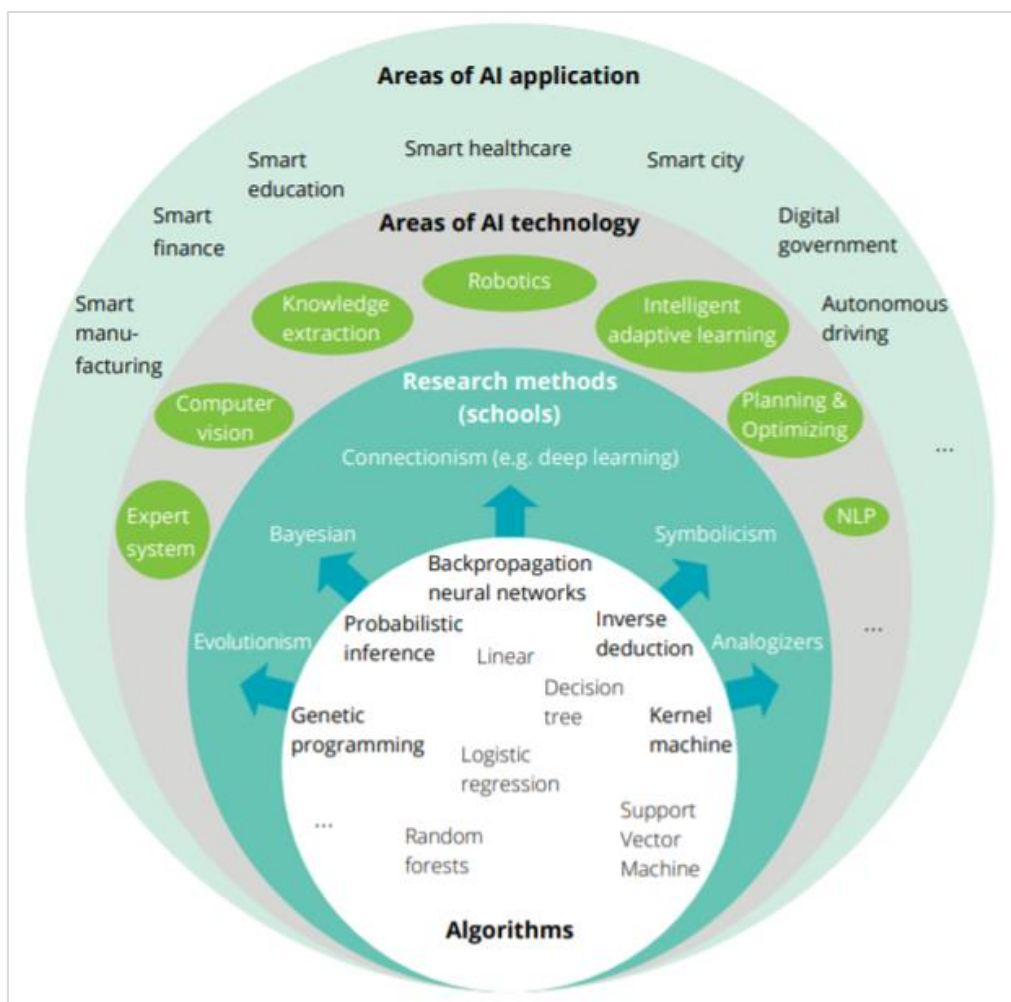 Areas of AI application
Smart healthcare
Smart
education
Smart city
Smart
finance
Digital
government
Smart
manu-
facturing
Autonomous
driving
...
Areas of AI technology
Robotics
Knowledge
extraction
Intelligent
adaptive learning
Computer
vision
Planning &
Optimizing
Expert
system
NLP
...
Research methods
(schools)
Connectionism (e.g. deep learning)
Bayesian
Symbolicism
Evolutionism
Analogizers
Backpropagation
neural networks
Probabilistic
inference
Inverse
deduction
Linear
Decision
tree
Genetic
programming
Kernel
machine
Logistic
regression
...
Random
forests
Support
Vector
Machine
Algorithms